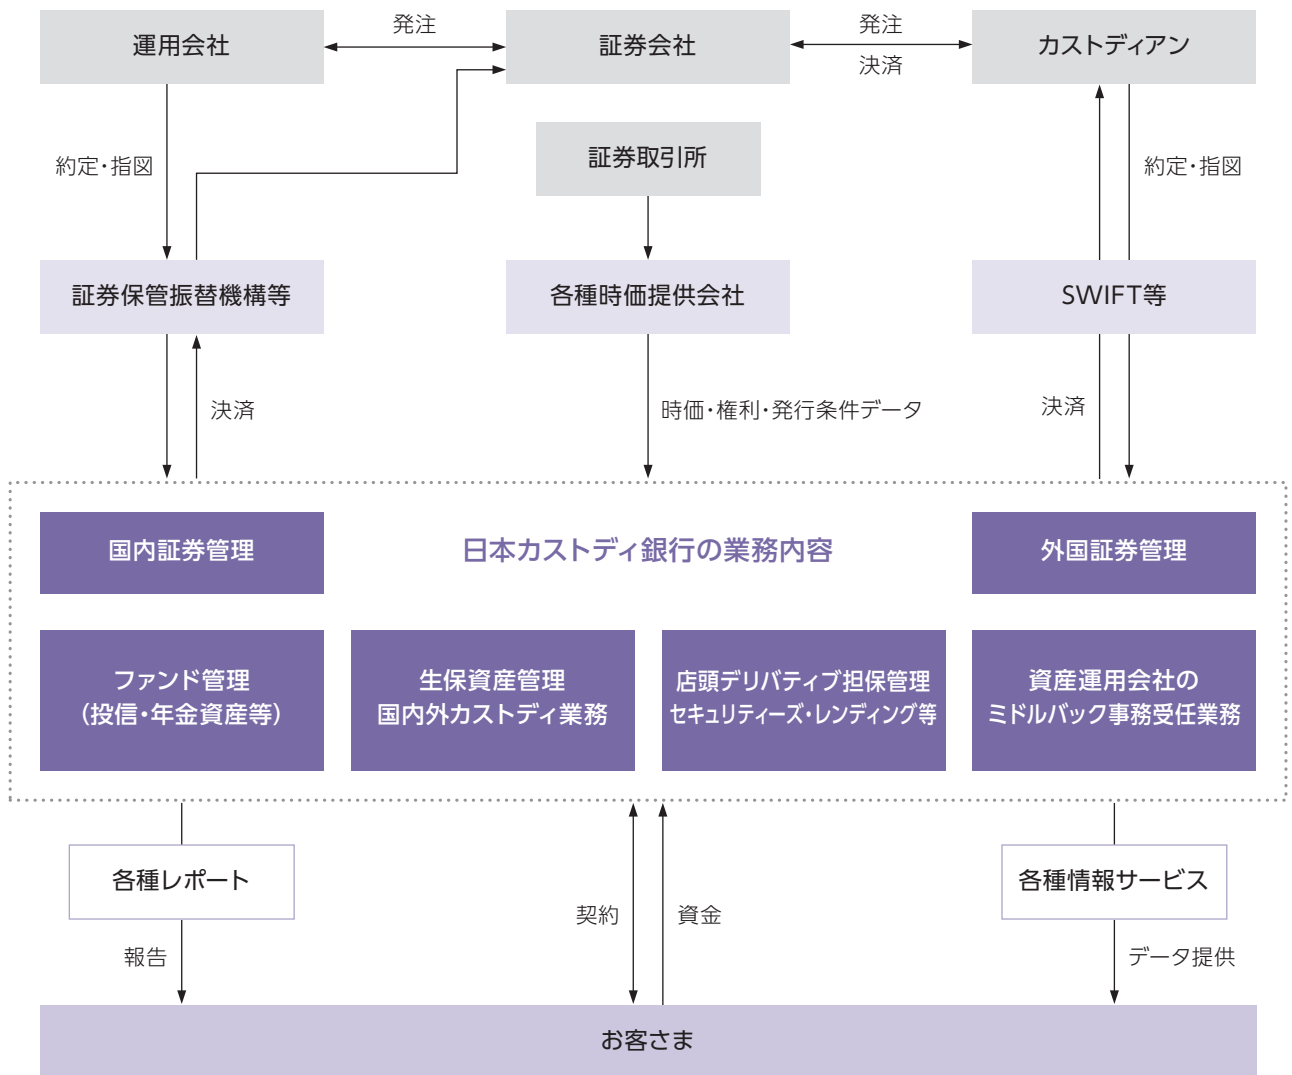 運用会社
発注
証券会社
発注
決済
カストディアン
証券取引所
約定・指図
約定・指図
証券保管振替機構等
各種時価提供会社
SWIFT等
決済
時価・権利・発行条件データ
決済
国内証券管理
日本カストディ銀行の業務内容
外国証券管理
ファンド管理
（投信・年金資産等）
生保資産管理
国内外カストディ業務
店頭デリバティブ担保管理
セキュリティーズ・レンディング等
資産運用会社の
ミドルバック事務受任業務
各種レポート
各種情報サービス
契約
資金
報告
データ提供
お客さま